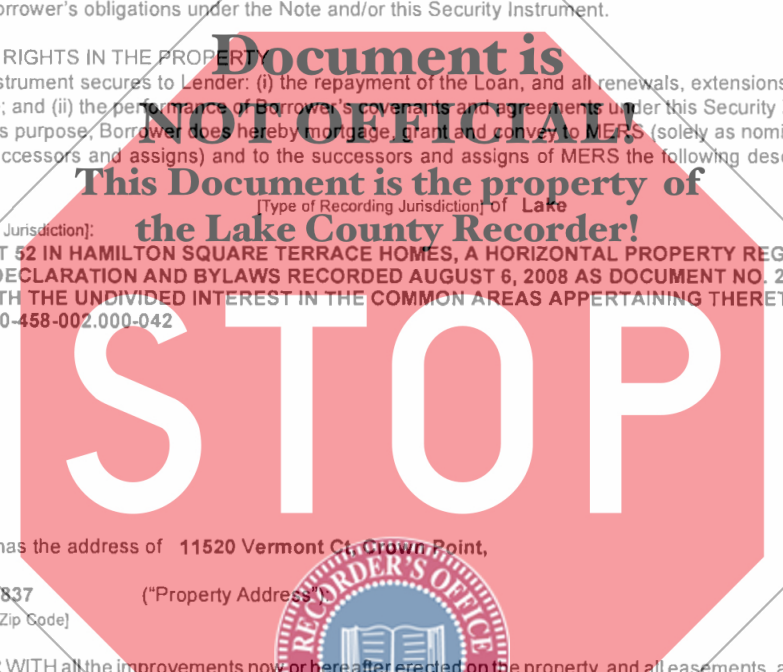 orrower's obligations under the Note and/or this Security Instrument.
RIGHTS IN THE PROPERTY
Document is
strument secures to Lender: (i) the repayment of the Loan, and all renewals, extensions
; and (ii) the performance of Borrower's covenants and agreements under this Security
NOT OFFICIAL!
s purpose, Borrower does hereby mortgage, grant and convey to MERS (solely as nomi
ccessors and assigns) and to the successors and assigns of MERS the following desc
This Document is the property of
[Type of Recording Jurisdiction] of Lake
Jurisdiction]:
the Lake County Recorder!
T 52 IN HAMILTON SQUARE TERRACE HOMES, A HORIZONTAL PROPERTY REG
DECLARATION AND BYLAWS RECORDED AUGUST 6, 2008 AS DOCUMENT NO. 2
TH THE UNDIVIDED INTEREST IN THE COMMON AREAS APPERTAINING THERET
0-458-002.000-042
STOP
has the address of 11520 Vermont Ct, Crown Point,
837 ("Property Address"):
Zip Code]
RECORDER'S OFFICE
R WITH all the improvements now or hereafter erected on the property, and all easements, a